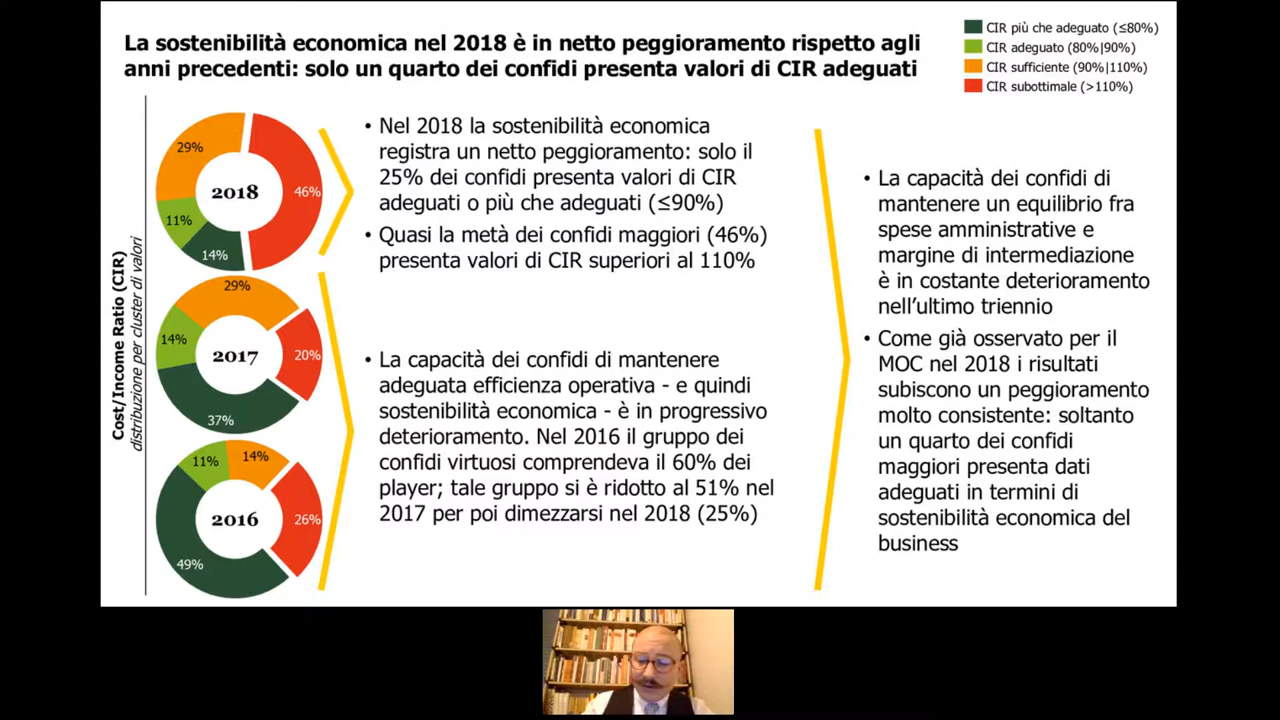 La sostenibilità economica nel 2018 è in netto peggioramento rispetto agli
anni precedenti: solo un quarto dei confidi presenta valori di CIR adeguati
CIR più che adeguato (≤80%)
CIR adeguato (80%|90%)
CIR sufficiente (90%|110%)
CIR subottimale (>110%)
Cost/Income Ratio (CIR)
distribuzione per cluster di valori
29%
2018
46%
11%
14%
29%
14%
2017
20%
37%
11%
14%
2016
26%
49%
• Nel 2018 la sostenibilità economica
registra un netto peggioramento: solo il
25% dei confidi presenta valori di CIR
adeguati o più che adeguati (≤90%)
• Quasi la metà dei confidi maggiori (46%)
presenta valori di CIR superiori al 110%
• La capacità dei confidi di mantenere
adeguata efficienza operativa - e quindi
sostenibilità economica - è in progressivo
deterioramento. Nel 2016 il gruppo dei
confidi virtuosi comprendeva il 60% dei
player; tale gruppo si è ridotto al 51% nel
2017 per poi dimezzarsi nel 2018 (25%)
• La capacità dei confidi di
mantenere un equilibrio fra
spese amministrative e
margine di intermediazione
è in costante deterioramento
nell'ultimo triennio
• Come già osservato per il
MOC nel 2018 i risultati
subiscono un peggioramento
molto consistente: soltanto
un quarto dei confidi
maggiori presenta dati
adeguati in termini di
sostenibilità economica del
business